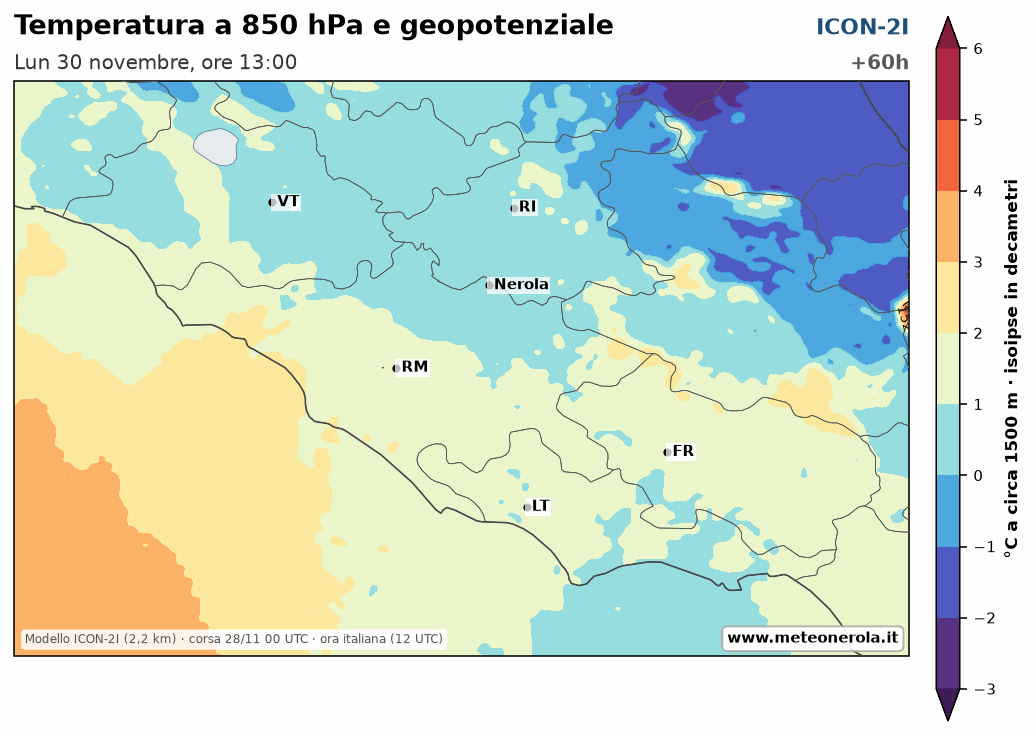 Temperatura a 850 hPa e geopotenziale
ICON-2I
Lun 30 novembre, ore 13:00
+60h
VT
RI
Nerola
RM
FR
LT
Modello ICON-2I (2,2 km) · corsa 28/11 00 UTC · ora italiana (12 UTC)
www.meteonerola.it
6
5
4
3
2
1
0
−1
−2
−3
°C a circa 1500 m · isoipse in decametri